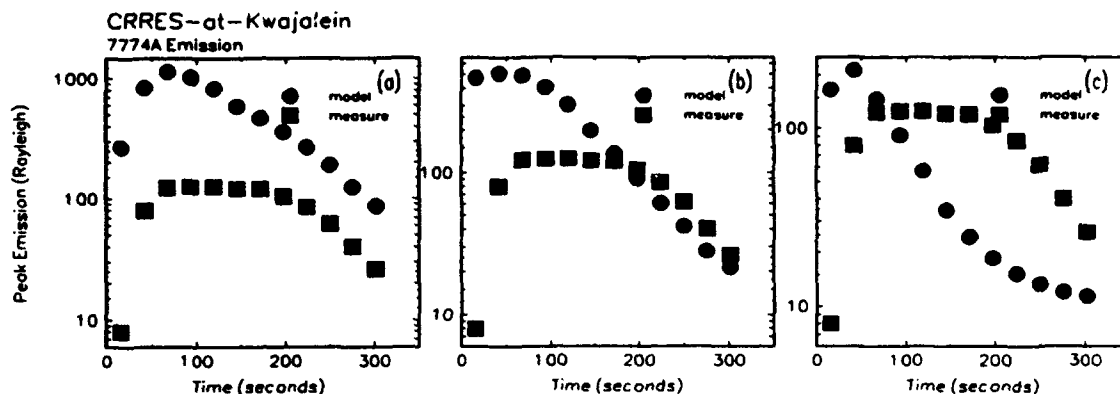 CRRES-at-Kwajalein
7774A Emission
Peak Emission (Rayleigh)
1000
100
10
(a)
model
measure
0 100 200 300
Time (seconds)
100
10
(b)
model
measure
0 100 200 300
Time (seconds)
100
10
(c)
model
measure
0 100 200 300
Time (seconds)